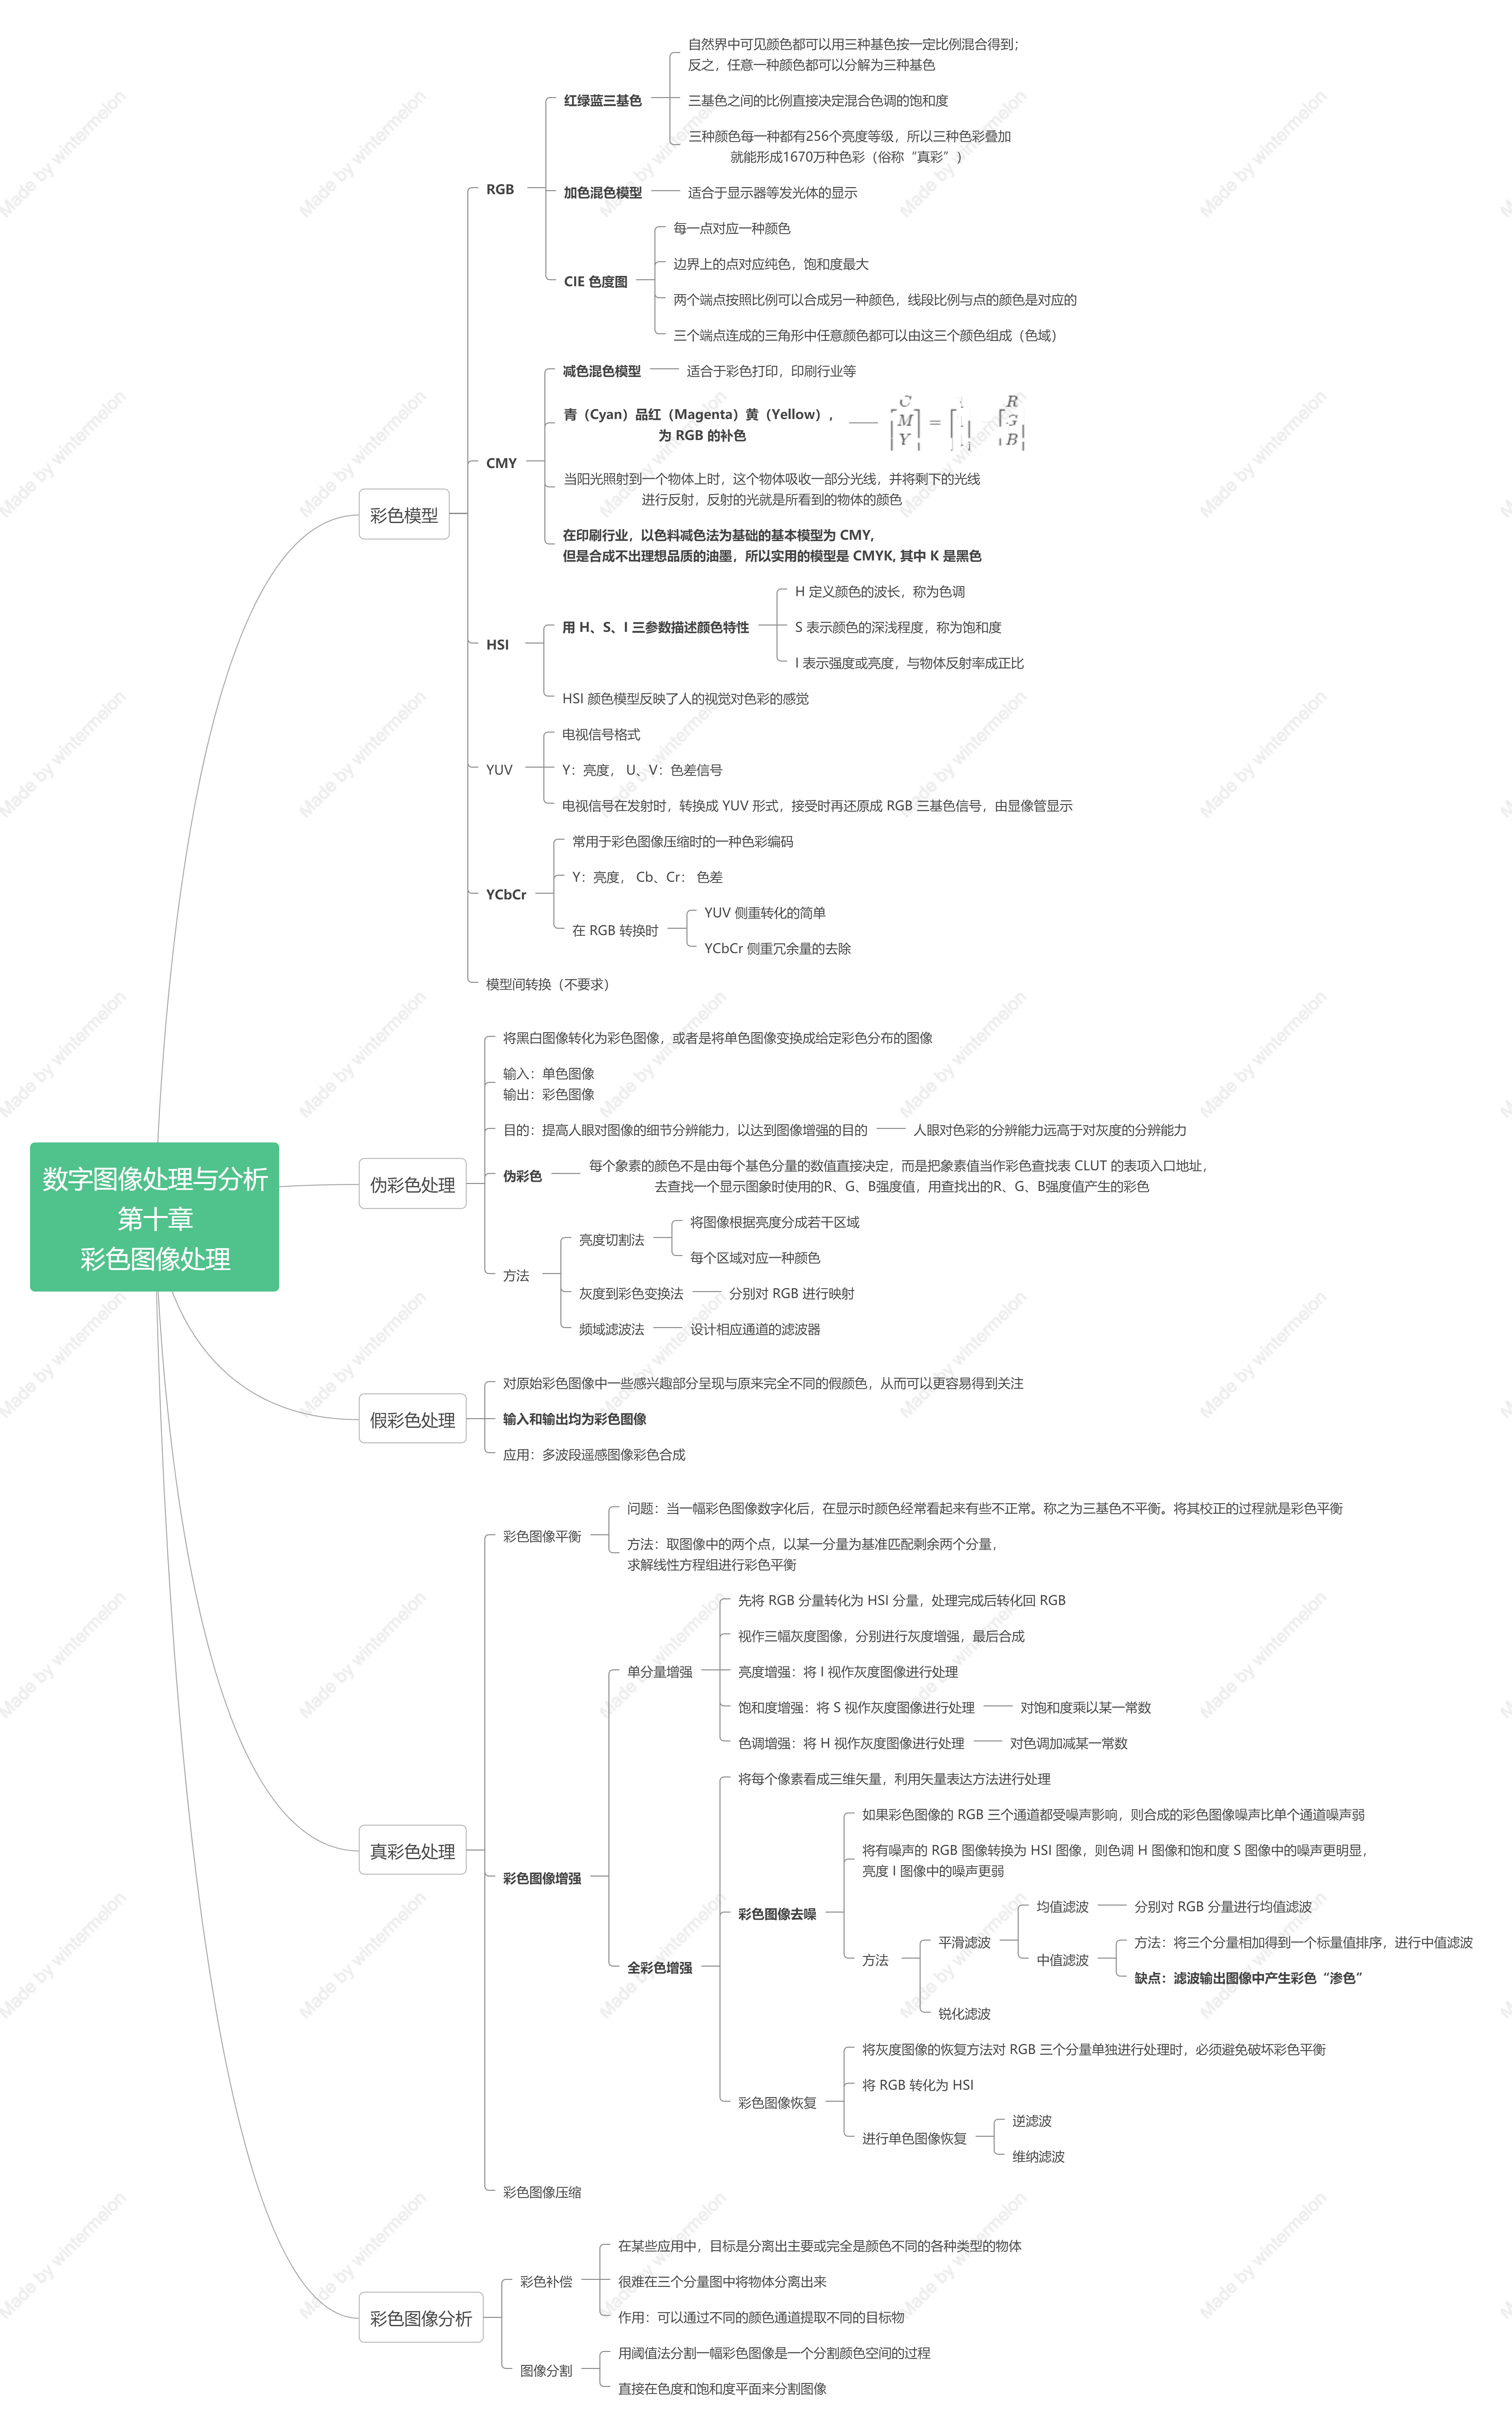 数字图像处理与分析
第十章
彩色图像处理
彩色模型
RGB
红绿蓝三基色
自然界中可见颜色都可以用三种基色按一定比例混合得到；
反之，任意一种颜色都可以分解为三种基色
三基色之间的比例直接决定混合色调的饱和度
三种颜色每一种都有256个亮度等级，所以三种色彩叠加
就能形成1670万种色彩（俗称“真彩”）
加色混色模型
适合于显示器等发光体的显示
CIE 色度图
每一点对应一种颜色
边界上的点对应纯色，饱和度最大
两个端点按照比例可以合成另一种颜色，线段比例与点的颜色是对应的
三个端点连成的三角形中任意颜色都可以由这三个颜色组成（色域）
CMY
减色混色模型
适合于彩色打印，印刷行业等
青（Cyan）品红（Magenta）黄（Yellow），
为 RGB 的补色
C R
M = G
Y B
当阳光照射到一个物体上时，这个物体吸收一部分光线，并将剩下的光线
进行反射，反射的光就是所看到的物体的颜色
在印刷行业，以色料减色法为基础的基本模型为 CMY,
但是合成不出理想品质的油墨，所以实用的模型是 CMYK, 其中 K 是黑色
HSI
用 H、S、I 三参数描述颜色特性
H 定义颜色的波长，称为色调
S 表示颜色的深浅程度，称为饱和度
I 表示强度或亮度，与物体反射率成正比
HSI 颜色模型反映了人的视觉对色彩的感觉
YUV
电视信号格式
Y：亮度， U、V：色差信号
电视信号在发射时，转换成 YUV 形式，接受时再还原成 RGB 三基色信号，由显像管显示
YCbCr
常用于彩色图像压缩时的一种色彩编码
Y：亮度， Cb、Cr： 色差
在 RGB 转换时
YUV 侧重转化的简单
YCbCr 侧重冗余量的去除
模型间转换（不要求）
伪彩色处理
将黑白图像转化为彩色图像，或者是将单色图像变换成给定彩色分布的图像
输入：单色图像
输出：彩色图像
目的：提高人眼对图像的细节分辨能力，以达到图像增强的目的
人眼对色彩的分辨能力远高于对灰度的分辨能力
伪彩色
每个象素的颜色不是由每个基色分量的数值直接决定，而是把象素值当作彩色查找表 CLUT 的表项入口地址，
去查找一个显示图象时使用的R、G、B强度值，用查找出的R、G、B强度值产生的彩色
方法
亮度切割法
将图像根据亮度分成若干区域
每个区域对应一种颜色
灰度到彩色变换法
分别对 RGB 进行映射
频域滤波法
设计相应通道的滤波器
假彩色处理
对原始彩色图像中一些感兴趣部分呈现与原来完全不同的假颜色，从而可以更容易得到关注
输入和输出均为彩色图像
应用：多波段遥感图像彩色合成
真彩色处理
彩色图像平衡
问题：当一幅彩色图像数字化后，在显示时颜色经常看起来有些不正常。称之为三基色不平衡。将其校正的过程就是彩色平衡
方法：取图像中的两个点，以某一分量为基准匹配剩余两个分量，
求解线性方程组进行彩色平衡
彩色图像增强
单分量增强
先将 RGB 分量转化为 HSI 分量，处理完成后转化回 RGB
视作三幅灰度图像，分别进行灰度增强，最后合成
亮度增强：将 I 视作灰度图像进行处理
饱和度增强：将 S 视作灰度图像进行处理
对饱和度乘以某一常数
色调增强：将 H 视作灰度图像进行处理
对色调加减某一常数
全彩色增强
将每个像素看成三维矢量，利用矢量表达方法进行处理
彩色图像去噪
如果彩色图像的 RGB 三个通道都受噪声影响，则合成的彩色图像噪声比单个通道噪声弱
将有噪声的 RGB 图像转换为 HSI 图像，则色调 H 图像和饱和度 S 图像中的噪声更明显，
亮度 I 图像中的噪声更弱
方法
平滑滤波
均值滤波
分别对 RGB 分量进行均值滤波
中值滤波
方法：将三个分量相加得到一个标量值排序，进行中值滤波
缺点：滤波输出图像中产生彩色“渗色”
锐化滤波
彩色图像恢复
将灰度图像的恢复方法对 RGB 三个分量单独进行处理时，必须避免破坏彩色平衡
将 RGB 转化为 HSI
进行单色图像恢复
逆滤波
维纳滤波
彩色图像压缩
彩色图像分析
彩色补偿
在某些应用中，目标是分离出主要或完全是颜色不同的各种类型的物体
很难在三个分量图中将物体分离出来
作用：可以通过不同的颜色通道提取不同的目标物
图像分割
用阈值法分割一幅彩色图像是一个分割颜色空间的过程
直接在色度和饱和度平面来分割图像
Made by wintermelon